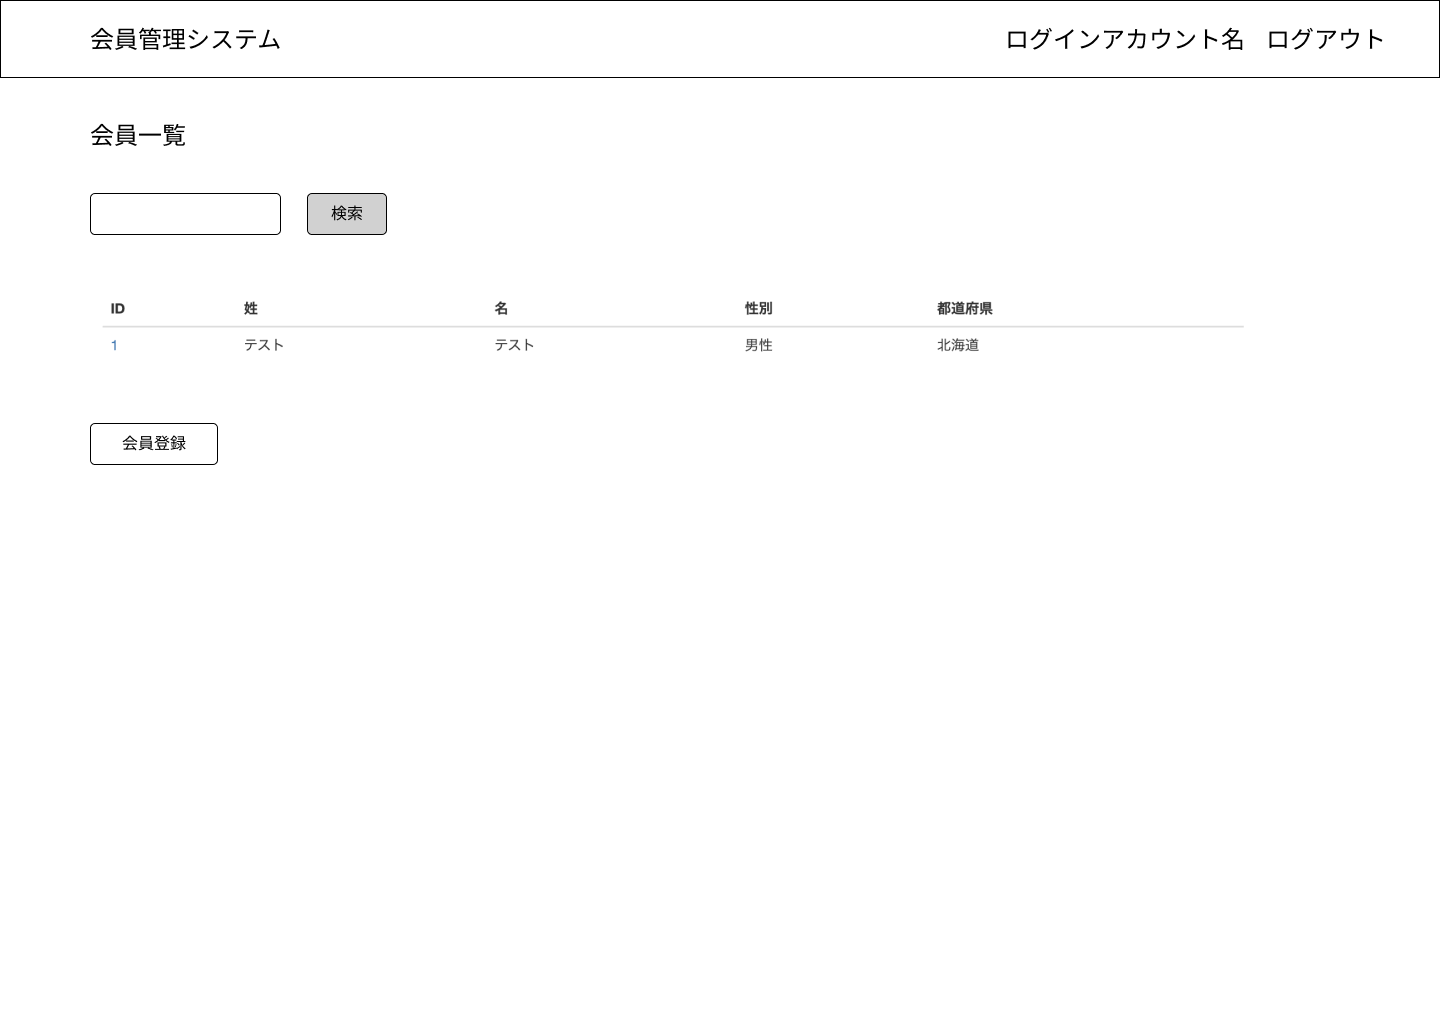 会員管理システム ログインアカウント名 ログアウト
会員一覧
検索
ID 姓 名 性別 都道府県
1 テスト テスト 男性 北海道
会員登録